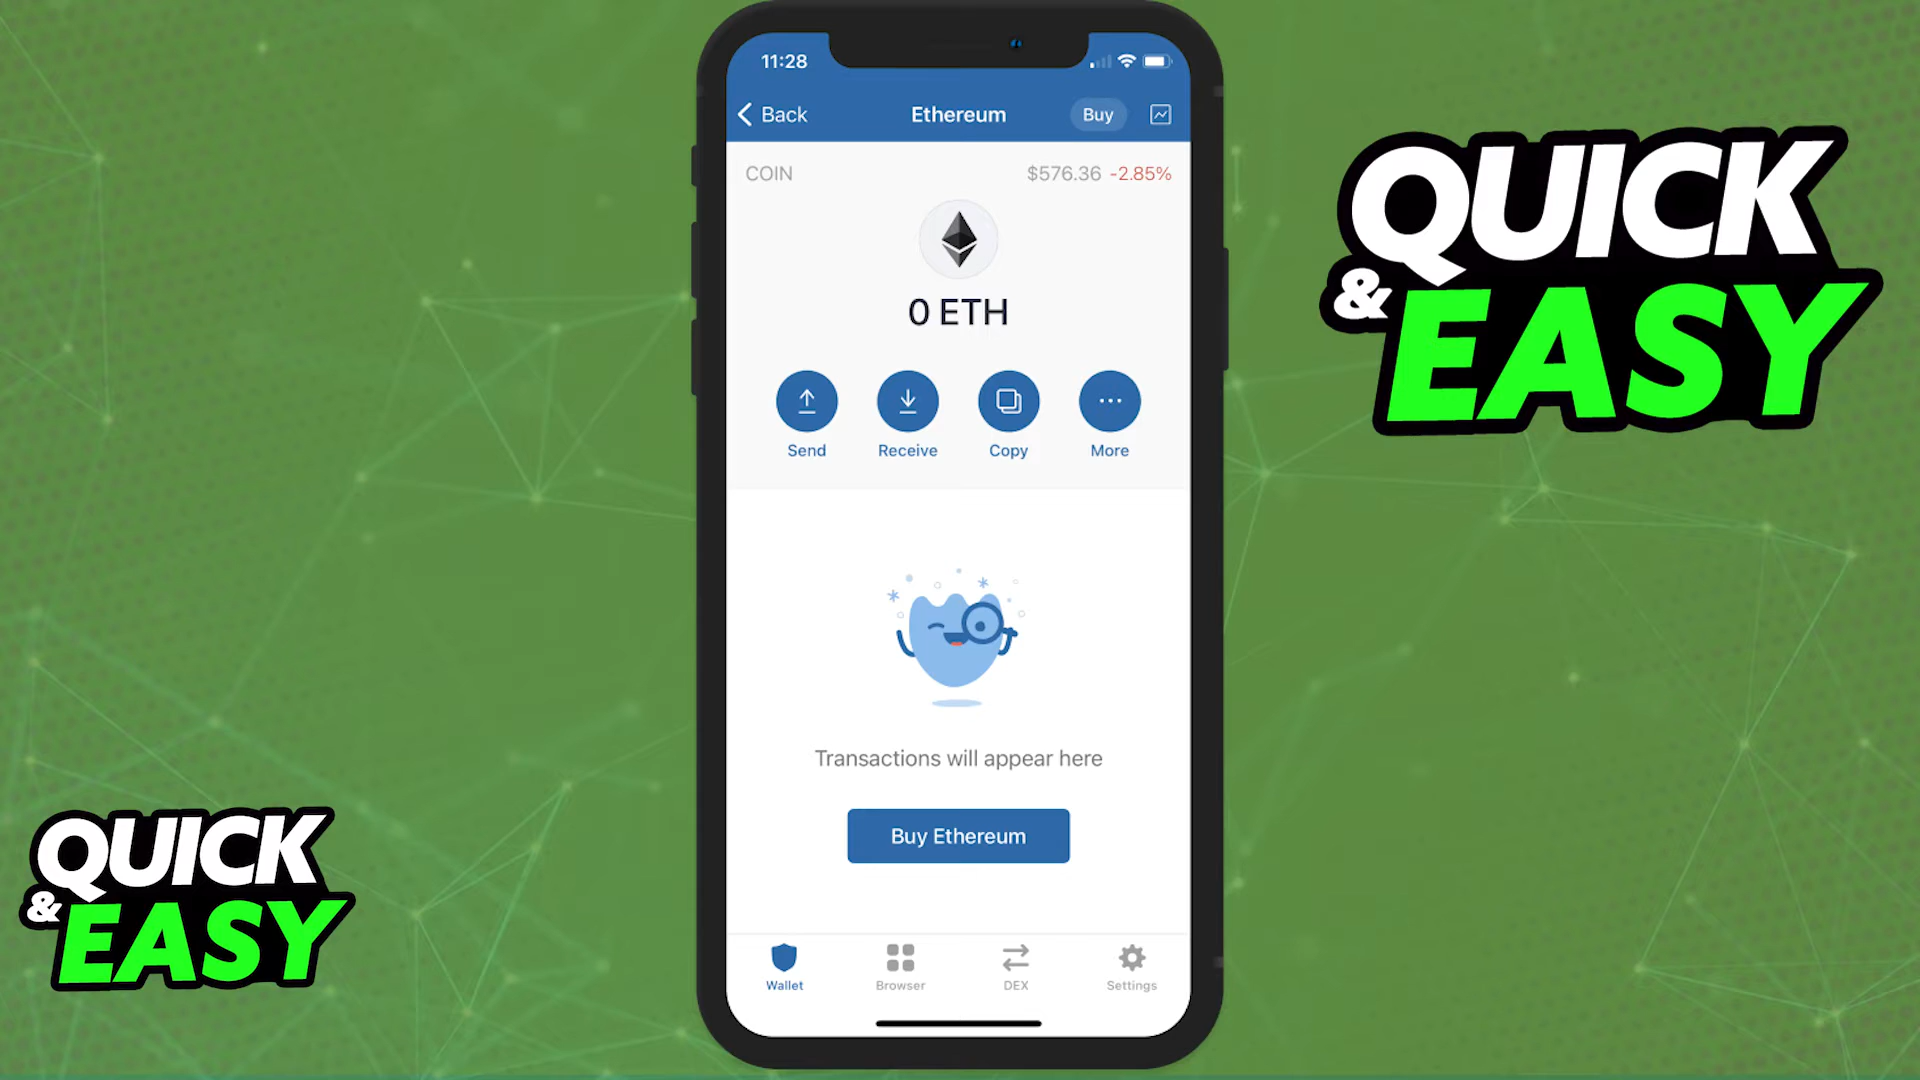 11:28
Back
Ethereum
Buy
COIN
$576.36 -2.85%
0 ETH
Send
Receive
Copy
More
Transactions will appear here
Buy Ethereum
Wallet
Browser
DEX
Settings
QUICK
& EASY
QUICK
& EASY